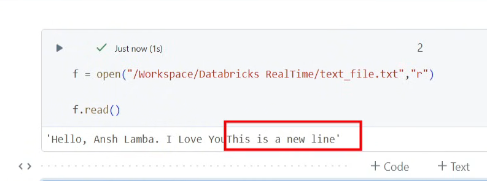 Just now (1s)
2
f = open("/Workspace/Databricks RealTime/text_file.txt","r")
f.read()
'Hello, Ansh Lamba. I Love YouThis is a new line'
+ Code
+ Text